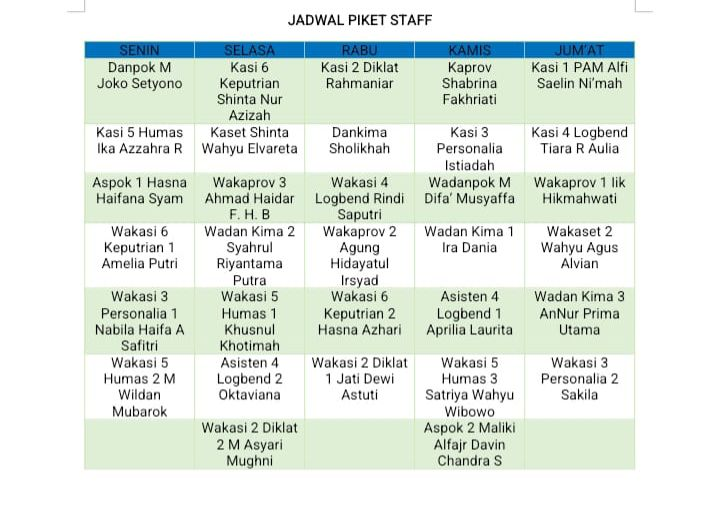 JADWAL PIKET STAFF
SENIN SELASA RABU KAMIS JUM'AT
Danpok M
Joko Setyono
Kasi 6
Keputrian
Shinta Nur
Azizah
Kasi 2 Diklat
Rahmaniar
Kaprov
Shabrina
Fakhriati
Kasi 1 PAM Alfi
Saelin Ni'mah
Kasi 5 Humas
Ika Azzahra R
Kaset Shinta
Wahyu Elvareta
Dankima
Sholikhah
Kasi 3
Personalia
Istiadah
Kasi 4 Logbend
Tiara R Aulia
Aspok 1 Hasna
Haifana Syam
Wakaprov 3
Ahmad Haidar
F. H. B
Wakasi 4
Logbend Rindi
Saputri
Wadanpok M
Difa' Musyaffa
Wakaprov 1 Iik
Hikmahwati
Wakasi 6
Keputrian 1
Amelia Putri
Wadan Kima 2
Syahrul
Riyantama
Putra
Wakaprov 2
Agung
Hidayatul
Irsyad
Wadan Kima 1
Ira Dania
Wakaset 2
Wahyu Agus
Alvian
Wakasi 3
Personalia 1
Nabila Haifa A
Safitri
Wakasi 5
Humas 1
Khusnul
Khotimah
Wakasi 6
Keputrian 2
Hasna Azhari
Asisten 4
Logbend 1
Aprilia Laurita
Wadan Kima 3
AnNur Prima
Utama
Wakasi 5
Humas 2 M
Wildan
Mubarok
Asisten 4
Logbend 2
Oktaviana
Wakasi 2 Diklat
1 Jati Dewi
Astuti
Wakasi 5
Humas 3
Satriya Wahyu
Wibowo
Wakasi 3
Personalia 2
Sakila
Wakasi 2 Diklat
2 M Asyari
Mughni
Aspok 2 Maliki
Alfajr Davin
Chandra S